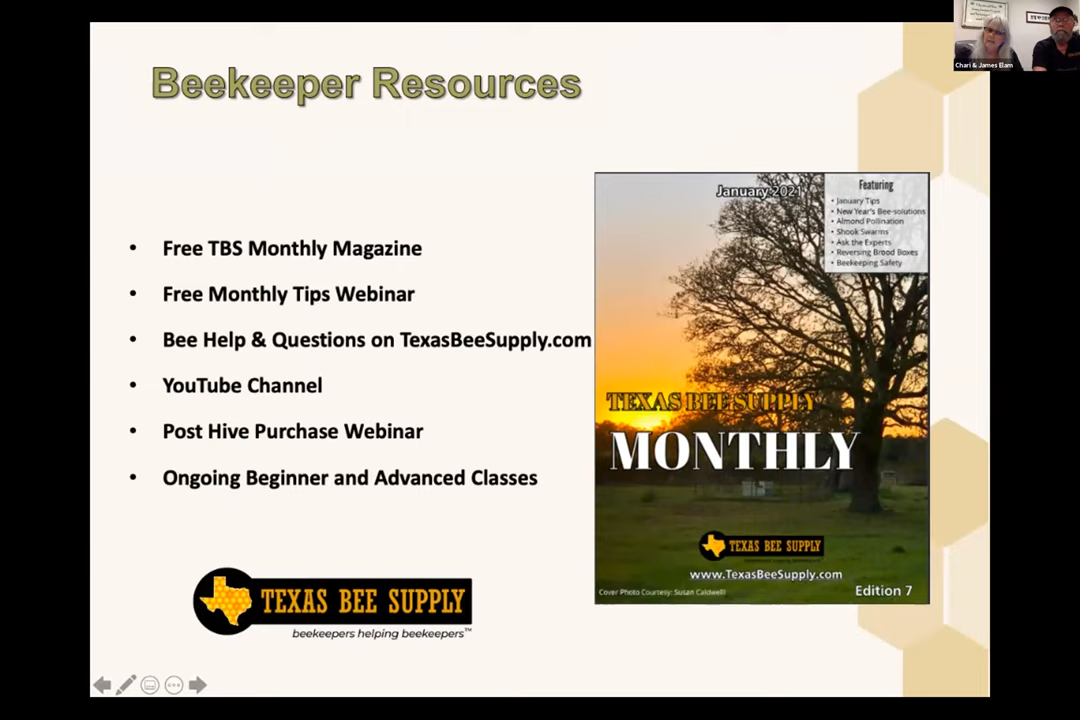 Beekeeper Resources
• Free TBS Monthly Magazine
• Free Monthly Tips Webinar
• Bee Help & Questions on TexasBeeSupply.com
• YouTube Channel
• Post Hive Purchase Webinar
• Ongoing Beginner and Advanced Classes
TEXAS BEE SUPPLY
beekeepers helping beekeepers™
January 2021
Featuring
• January Tips
• New Year's Bee-solutions
• Almond Pollination
• Shook Swarms
• Ask the Experts
• Reversing Brood Boxes
• Beekeeping Safety
TEXAS BEE SUPPLY
MONTHLY
TEXAS BEE SUPPLY
www.TexasBeeSupply.com
Cover Photo Courtesy: Susan Caldwell
Edition 7
Chari & James Elam